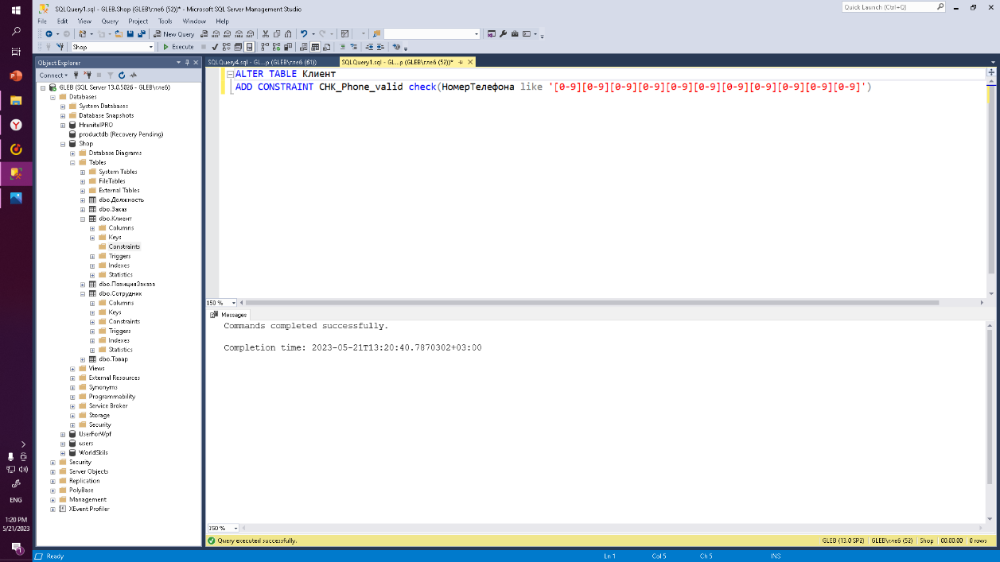 SQLQuery1.sql - GLEB.Shop (GLEB\гле6 (52))* - Microsoft SQL Server Management Studio
Quick Launch (Ctrl+Q)
File Edit View Query Project Tools Window Help
New Query
Shop
Execute
Object Explorer
SQLQuery4.sql - GL...p (GLEB\гле6 (61))
SQLQuery1.sql - GL...p (GLEB\гле6 (52))*
Connect
GLEB (SQL Server 13.0.5026 - GLEB\гле6)
Databases
System Databases
Database Snapshots
HranitelPRO
productdb (Recovery Pending)
Shop
Database Diagrams
Tables
System Tables
FileTables
External Tables
dbo.Должность
dbo.Заказ
dbo.Клиент
Columns
Keys
Constraints
Triggers
Indexes
Statistics
dbo.ПозицияЗаказа
dbo.Сотрудник
Columns
Keys
Constraints
Triggers
Indexes
Statistics
dbo.Товар
Views
External Resources
Synonyms
Programmability
Service Broker
Storage
Security
UserForWpf
users
WorldSkils
Security
Server Objects
Replication
PolyBase
Management
XEvent Profiler
ALTER TABLE Клиент
ADD CONSTRAINT CHK_Phone_valid check(НомерТелефона like '[0-9][0-9][0-9][0-9][0-9][0-9][0-9][0-9][0-9][0-9][0-9]')
150 %
Messages
Commands completed successfully.
Completion time: 2023-05-21T13:20:40.7870302+03:00
150 %
Query executed successfully.
GLEB (13.0 SP2) GLEB\гле6 (52) Shop 00:00:00 0 rows
Ready
Ln 1 Col 5 Ch 5 INS
ENG
1:20 PM
5/21/2023
1